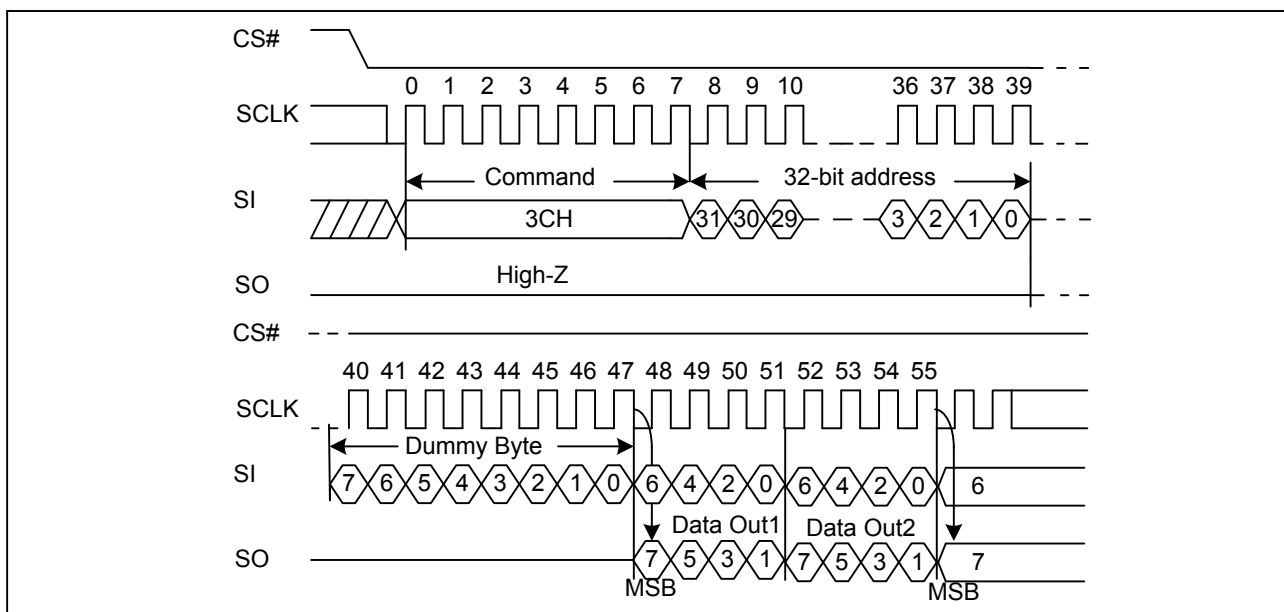 CS#
0 1 2 3 4 5 6 7 8 9 10 36 37 38 39
SCLK
Command 32-bit address
SI
3CH 31 30 29 3 2 1 0
High-Z
SO
CS#
40 41 42 43 44 45 46 47 48 49 50 51 52 53 54 55
SCLK
Dummy Byte
SI
7 6 5 4 3 2 1 0 6 4 2 0 6 4 2 0 6
Data Out1 Data Out2
SO
7 5 3 1 7 5 3 1 7
MSB MSB